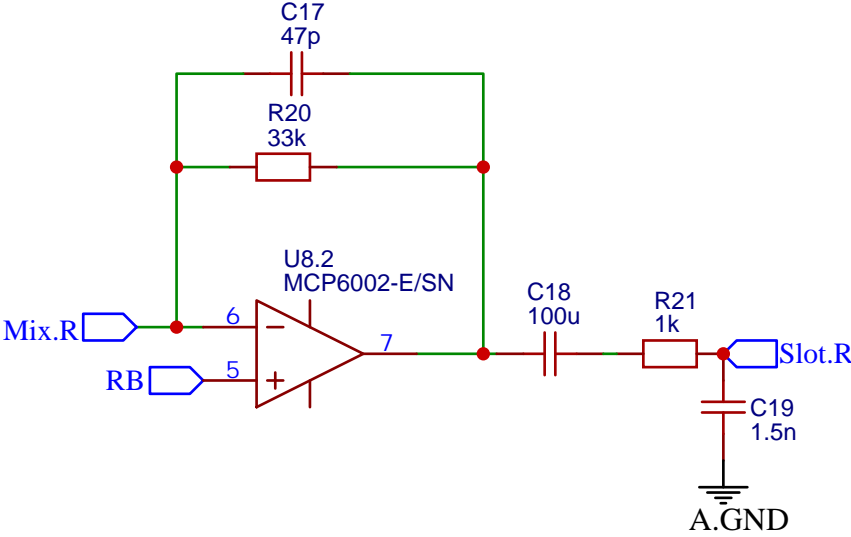 C17
47p
R20
33k
U8.2
MCP6002-E/SN
Mix.R
6
7
RB
5
C18
100u
R21
1k
Slot.R
C19
1.5n
A.GND